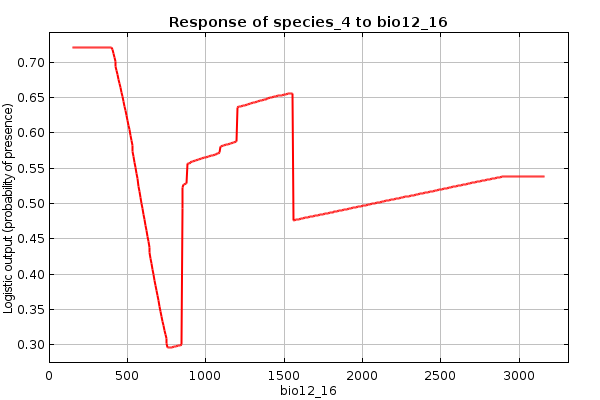 Response of species_4 to bio12_16
Logistic output (probability of presence)
0.70
0.65
0.60
0.55
0.50
0.45
0.40
0.35
0.30
0 500 1000 1500 2000 2500 3000
bio12_16